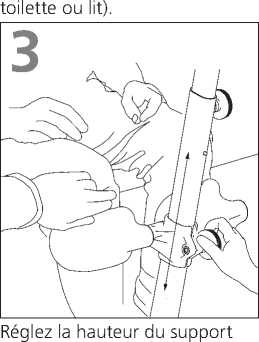 toilette ou lit).
3
Réglez la hauteur du support